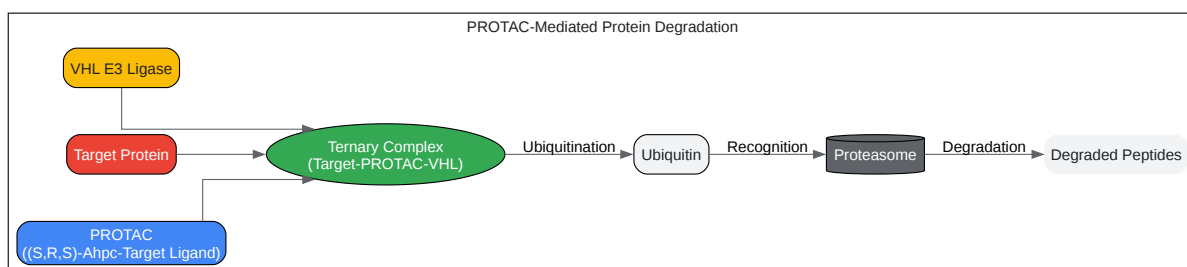 PROTAC-Mediated Protein Degradation
VHL E3 Ligase
Target Protein
PROTAC
((S,R,S)-Ahpc-Target Ligand)
Ternary Complex
(Target-PROTAC-VHL)
Ubiquitination
Ubiquitin
Recognition
Proteasome
Degradation
Degraded Peptides